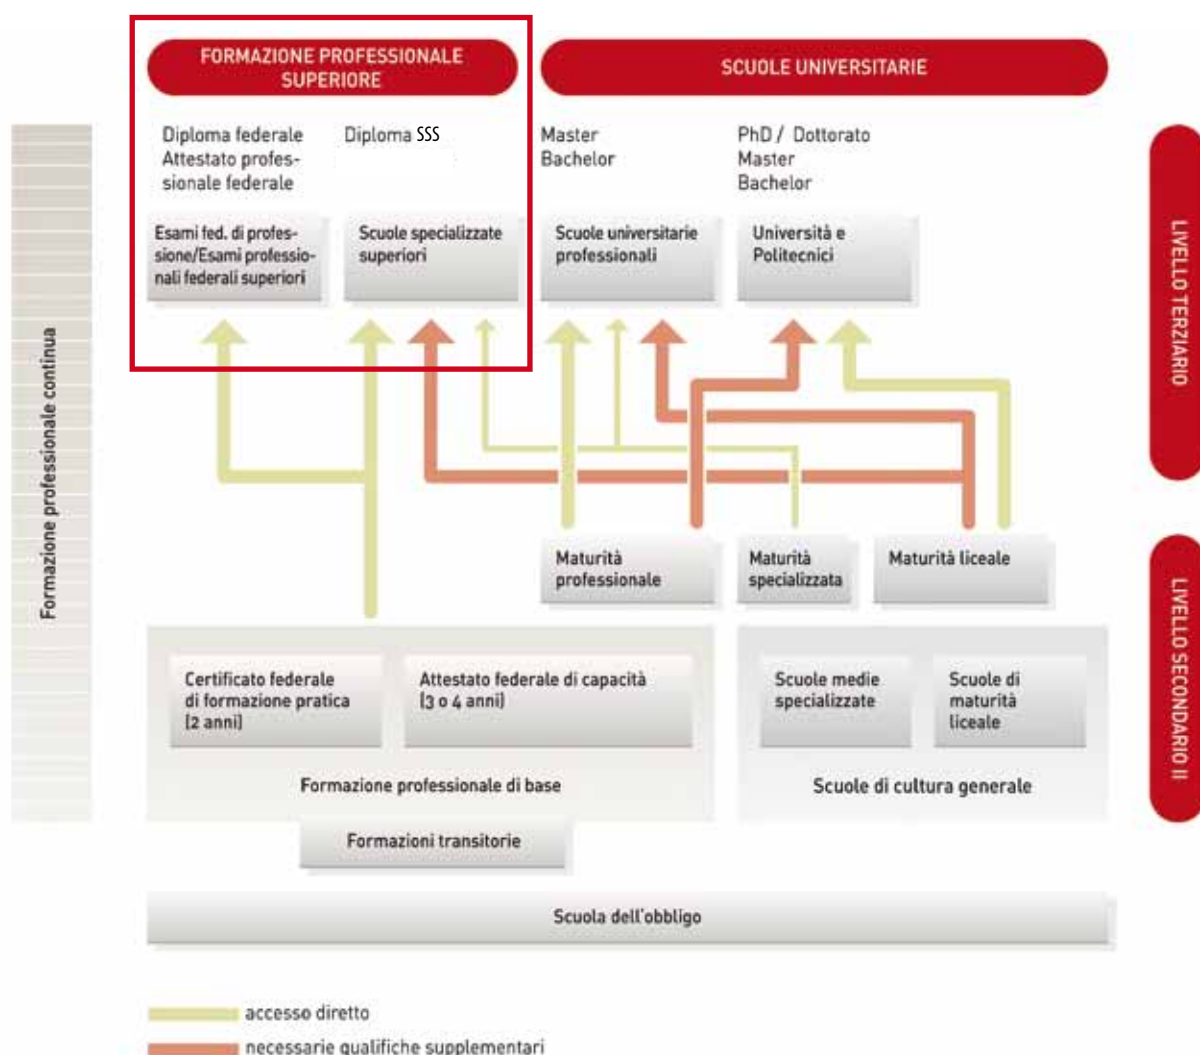 FORMAZIONE PROFESSIONALE
SUPERIORE
SCUOLE UNIVERSITARIE
Diploma federale
Attestato profes-
sionale federale
Diploma SSS
Master
Bachelor
PhD / Dottorato
Master
Bachelor
Esami fed. di profes-
sione/Esami professio-
nali federali superiori
Scuole specializzate
superiori
Scuole universitarie
professionali
Università e
Politecnici
LIVELLO TERZIARIO
Formazione professionale continua
Maturità
professionale
Maturità
specializzata
Maturità liceale
LIVELLO SECONDARIO II
Certificato federale
di formazione pratica
(2 anni)
Attestato federale di capacità
(3 o 4 anni)
Scuole medie
specializzate
Scuole di
maturità
liceale
Formazione professionale di base
Scuole di cultura generale
Formazioni transitorie
Scuola dell'obbligo
accesso diretto
necessarie qualifiche supplementari